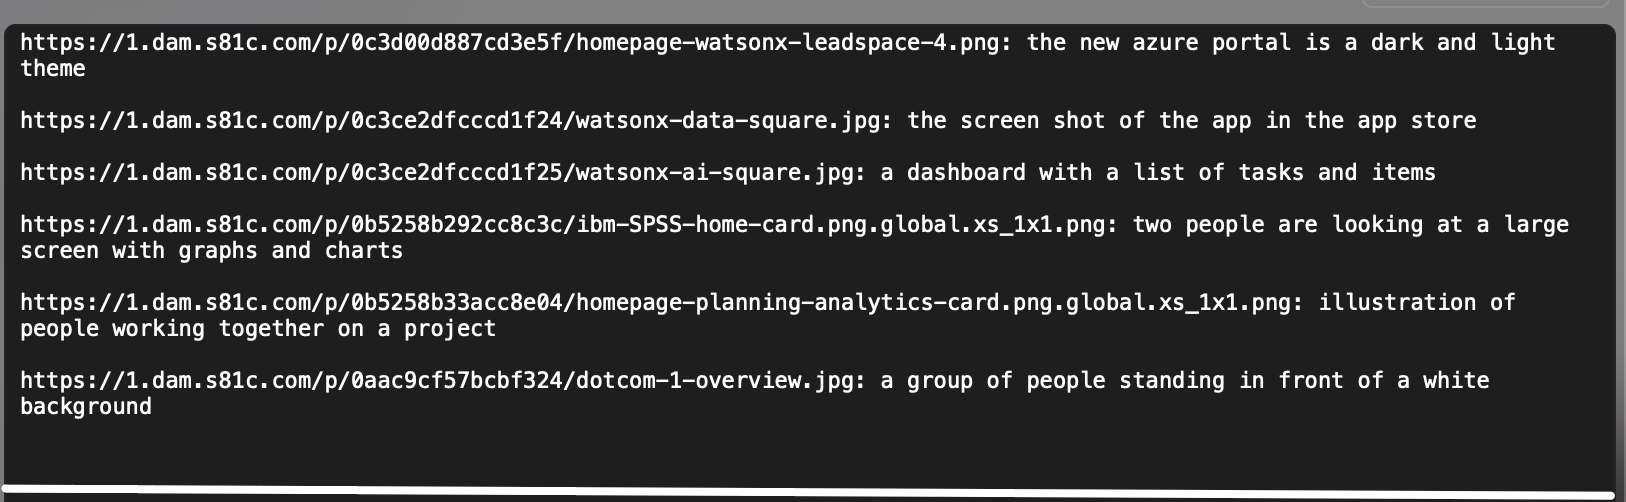 https://1.dam.s81c.com/p/0c3d00d887cd3e5f/homepage-watsonx-leadspace-4.png: the new azure portal is a dark and light
theme
https://1.dam.s81c.com/p/0c3ce2dfcccd1f24/watsonx-data-square.jpg: the screen shot of the app in the app store
https://1.dam.s81c.com/p/0c3ce2dfcccd1f25/watsonx-ai-square.jpg: a dashboard with a list of tasks and items
https://1.dam.s81c.com/p/0b5258b292cc8c3c/ibm-SPSS-home-card.png.global.xs_1x1.png: two people are looking at a large
screen with graphs and charts
https://1.dam.s81c.com/p/0b5258b33acc8e04/homepage-planning-analytics-card.png.global.xs_1x1.png: illustration of
people working together on a project
https://1.dam.s81c.com/p/0aac9cf57bcbf324/dotcom-1-overview.jpg: a group of people standing in front of a white
background